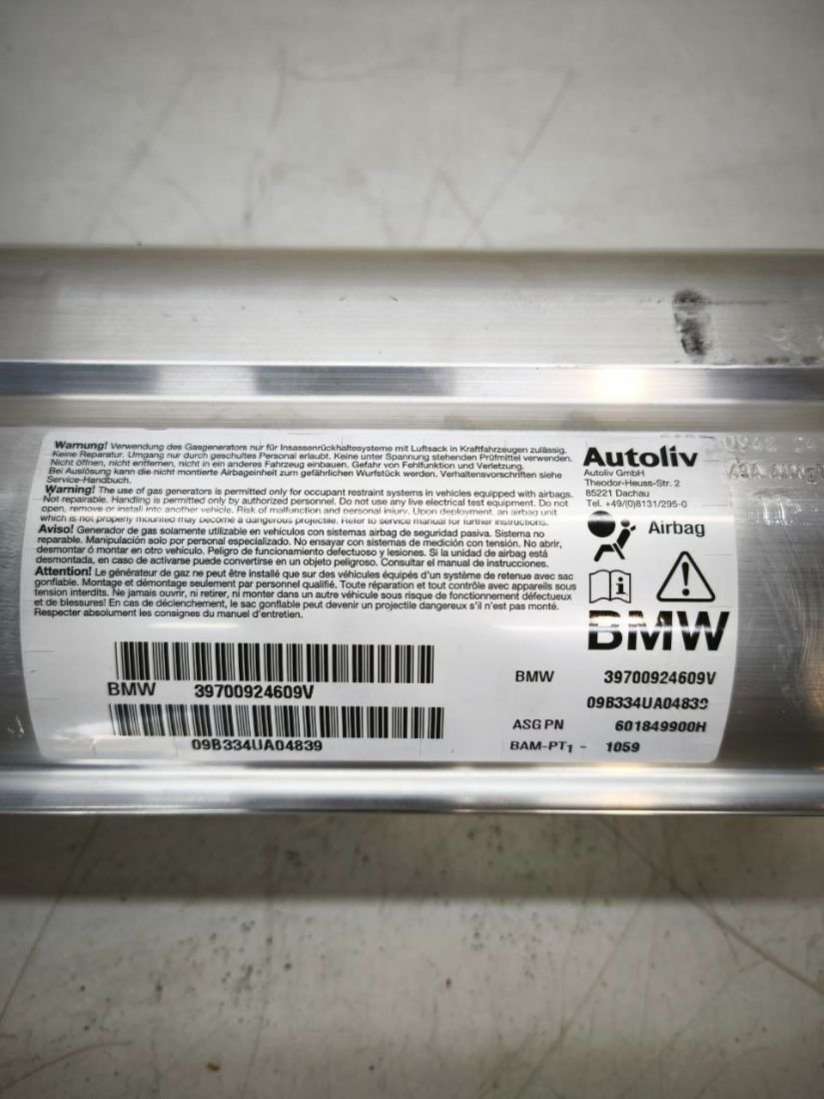 Warnung! Verwendung des Gasgenerators nur für Insassenrückhaltesysteme mit Luftsack in Kraftfahrzeugen zulässig.
Keine Reparatur. Umgang nur durch geschultes Personal erlaubt. Keine unter Spannung stehenden Prüfmittel verwenden.
Nicht öffnen, nicht entfernen, nicht in ein anderes Fahrzeug einbauen. Gefahr von Fehlfunktion und Verletzung.
Bei Auslösung kann die nicht montierte Airbageinheit zum gefährlichen Wurfstück werden. Verhaltensvorschriften siehe
Service-Handbuch.
Warning! The use of gas generators is permitted only for occupant restraint systems in vehicles equipped with airbags.
Not repairable. Handling is permitted only by authorized personnel. Do not use any live electrical test equipment. Do not
open, remove or install into another vehicle. Risk of malfunction and personal injury. Upon deployment, an airbag unit
which is not properly mounted may become a dangerous projectile. Refer to service manual for further instructions.
Aviso! Generador de gas solamente utilizable en vehículos con sistemas airbag de seguridad pasiva. Sistema no
reparable. Manipulación solo por personal especializado. No ensayar con sistemas de medición con tensión. No abrir,
desmontar ó montar en otro vehículo. Peligro de funcionamiento defectuoso y lesiones. Si la unidad de airbag está
desmontada, en caso de activarse puede convertirse en un objeto peligroso. Consultar el manual de instrucciones.
Attention! Le générateur de gaz ne peut être installé que sur des véhicules équipés d'un système de retenue avec sac
gonflable. Montage et démontage seulement par personnel qualifié. Toute réparation et tout contrôle avec appareils sous
tension interdits. Ne jamais ouvrir, ni retirer, ni monter dans un autre véhicule sous risque de fonctionnement défectueux
et de blessures! En cas de déclenchement, le sac gonflable peut devenir un projectile dangereux s'il n'est pas monté.
Respecter absolument les consignes du manuel d'entretien.
Autoliv
Autoliv GmbH
Theodor-Heuss-Str. 2
85221 Dachau
Tel. +49/(0)8131/295-0
Airbag
BMW
BMW 39700924609V
09B334UA04839
BMW 39700924609V
09B334UA04839
ASG PN 601849900H
BAM-PT1 - 1059